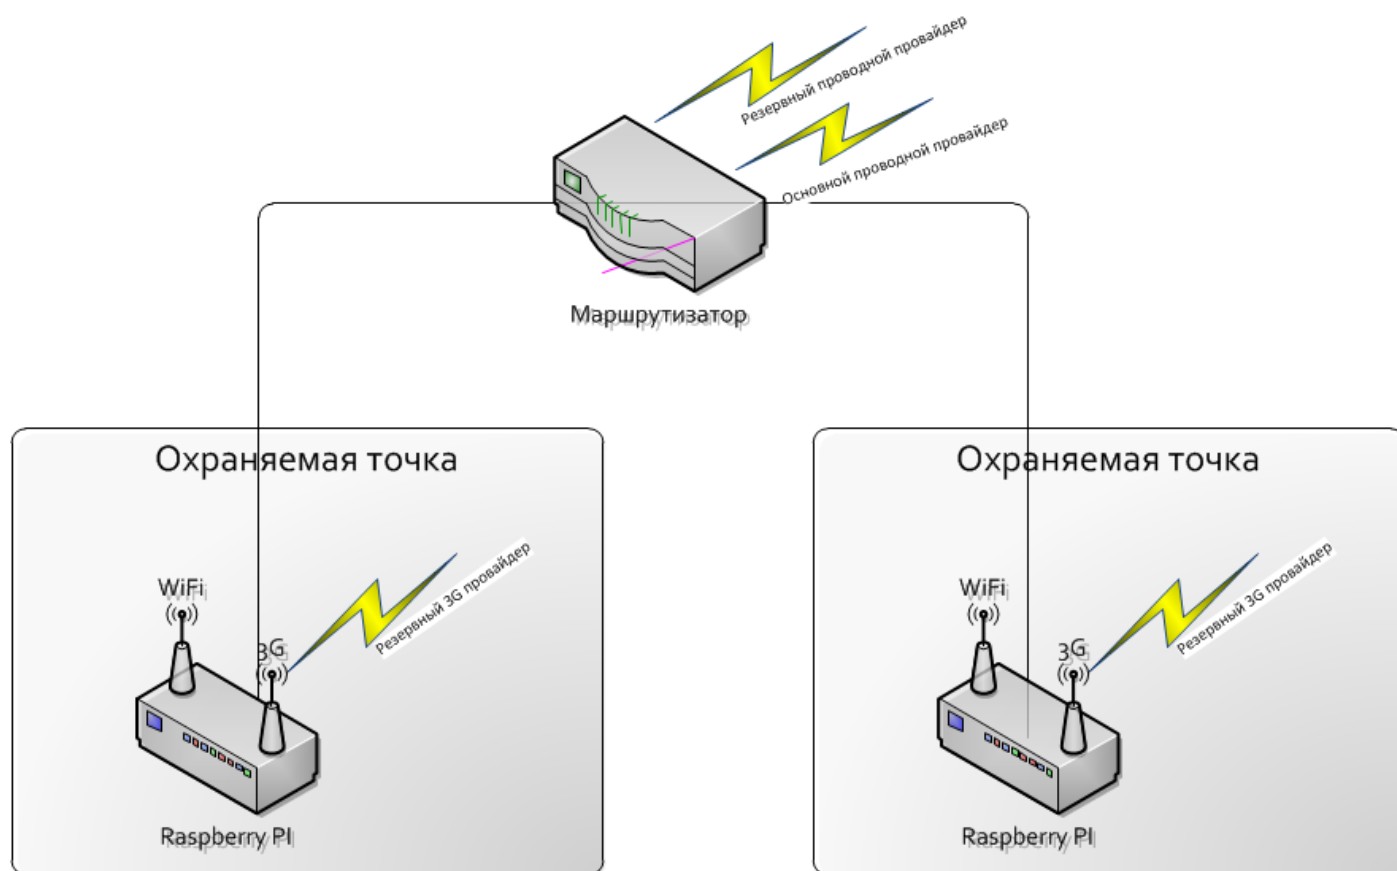 Резервный проводной провайдер
Основной проводной провайдер
Маршрутизатор
Охраняемая точка
Охраняемая точка
Резервный 3G провайдер
Резервный 3G провайдер
WiFi
WiFi
3G
3G
Raspberry PI
Raspberry PI